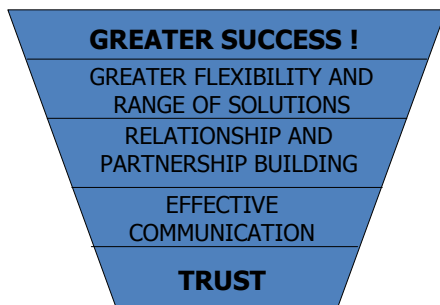 GREATER SUCCESS !
GREATER FLEXIBILITY AND
RANGE OF SOLUTIONS
RELATIONSHIP AND
PARTNERSHIP BUILDING
EFFECTIVE
COMMUNICATION
TRUST